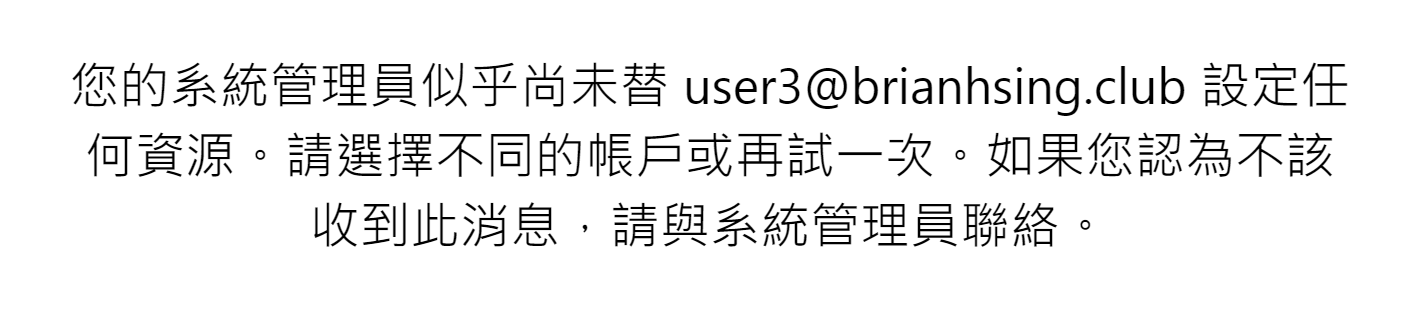 您的系統管理員似乎尚未替 user3@brianhsing.club 設定任
何資源。請選擇不同的帳戶或再試一次。如果您認為不該
收到此消息，請與系統管理員聯絡。